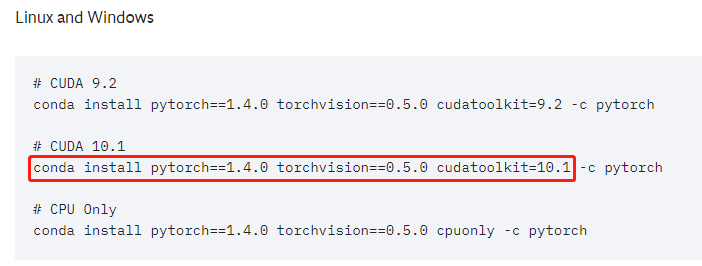 Linux and Windows
# CUDA 9.2
conda install pytorch==1.4.0 torchvision==0.5.0 cudatoolkit=9.2 -c pytorch
# CUDA 10.1
conda install pytorch==1.4.0 torchvision==0.5.0 cudatoolkit=10.1 -c pytorch
# CPU Only
conda install pytorch==1.4.0 torchvision==0.5.0 cpuonly -c pytorch